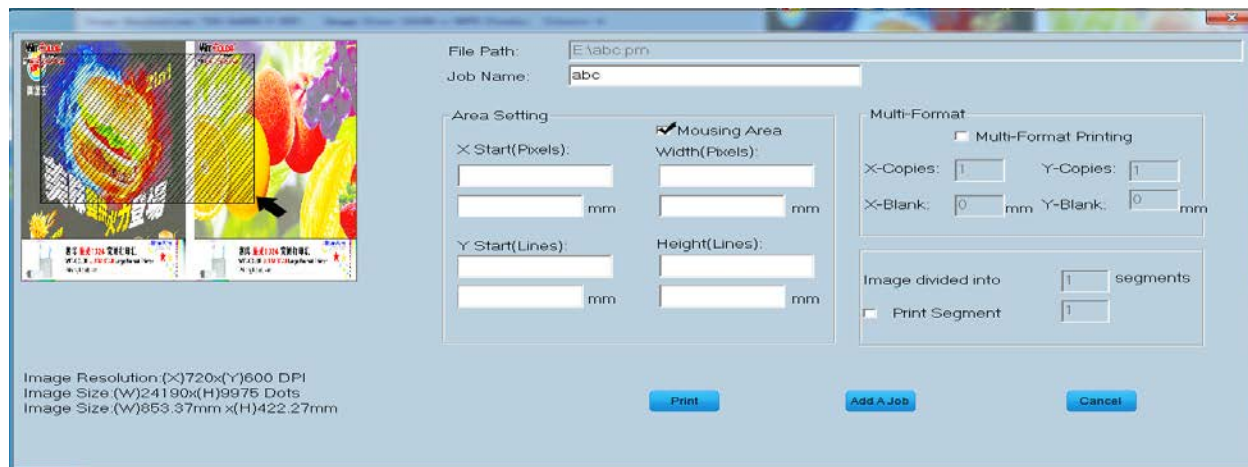 File Path: E:\abc.prn
Job Name: abc
Area Setting
Mousing Area
X Start(Pixels): Width(Pixels):
mm mm
Y Start(Lines): Height(Lines):
mm mm
Multi-Format
Multi-Format Printing
X-Copies: 1 Y-Copies: 1
X-Blank: 0 mm Y-Blank: 0 mm
Image divided into 1 segments
Print Segment 1
Image Resolution:(X)720x(Y)600 DPI
Image Size:(W)24190x(H)9975 Dots
Image Size:(W)853.37mm x(H)422.27mm
Print Add A Job Cancel